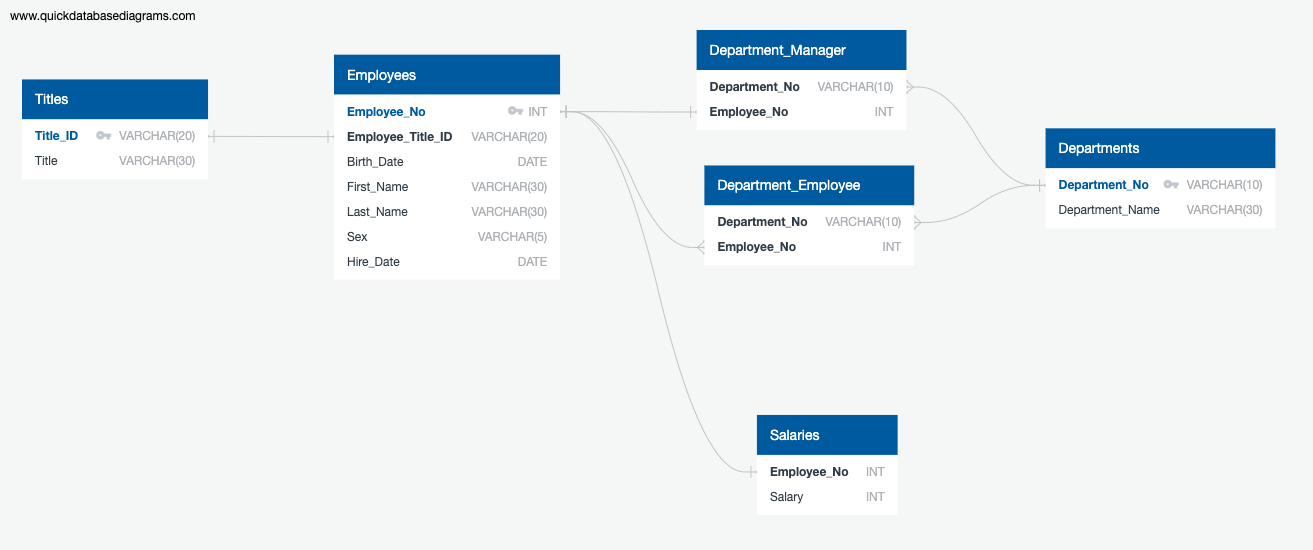 www.quickdatabasediagrams.com
Titles
Title_ID VARCHAR(20)
Title VARCHAR(30)
Employees
Employee_No INT
Employee_Title_ID VARCHAR(20)
Birth_Date DATE
First_Name VARCHAR(30)
Last_Name VARCHAR(30)
Sex VARCHAR(5)
Hire_Date DATE
Department_Manager
Department_No VARCHAR(10)
Employee_No INT
Department_Employee
Department_No VARCHAR(10)
Employee_No INT
Departments
Department_No VARCHAR(10)
Department_Name VARCHAR(30)
Salaries
Employee_No INT
Salary INT